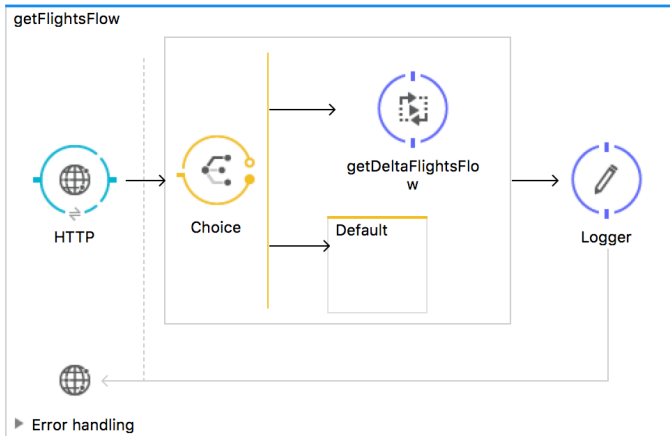 getFlightsFlow
getDeltaFlightsFlo
w
HTTP
Choice
Default
Logger
Error handling